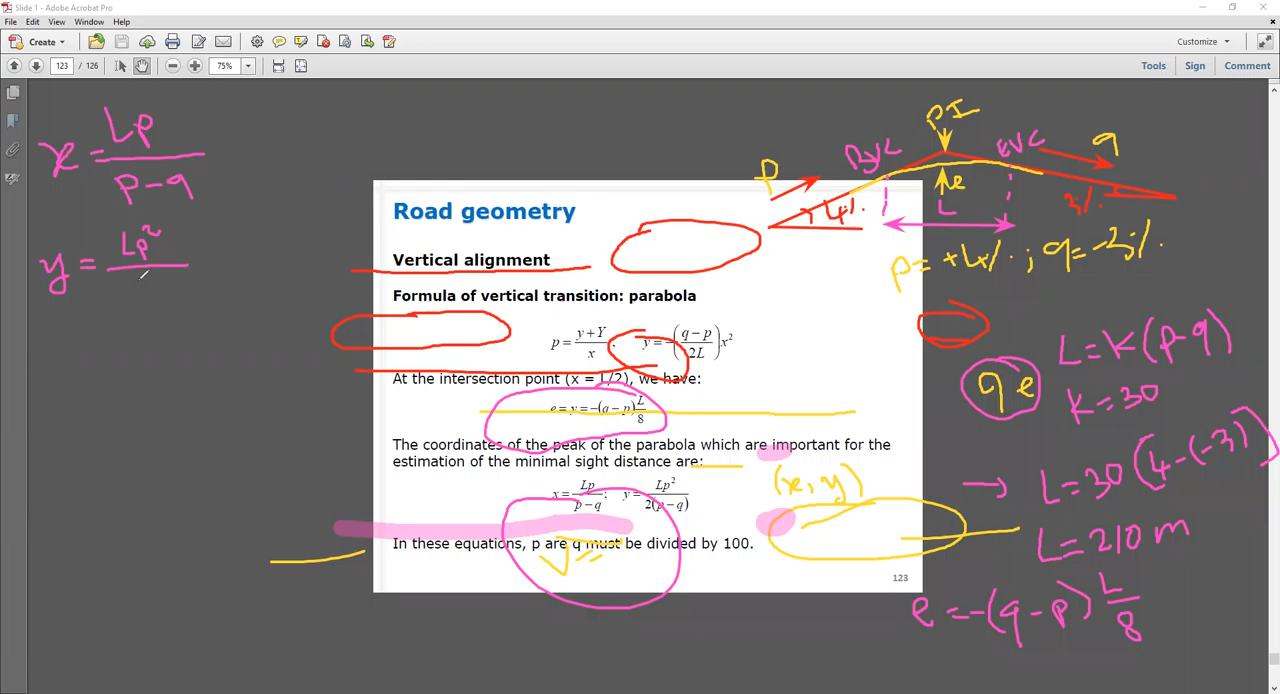 Slide 1 - Adobe Acrobat Pro
File Edit View Window Help
Create
Customize
123 / 126
75%
Tools Sign Comment
x = Lp / p-q
y = Lp²
PI
BVC
EVC
P
q
e
L
4%
3%
p = +4% ; q = -3%
Road geometry
Vertical alignment
Formula of vertical transition: parabola
p = y+Y / x ; y = -(q-p / 2L) x²
At the intersection point (x = L/2), we have:
e = y = -(q-p) L/8
The coordinates of the peak of the parabola which are important for the
estimation of the minimal sight distance are:
x = Lp / p-q ; y = Lp² / 2(p-q)
(x, y)
In these equations, p are q must be divided by 100.
V =
123
L = K(p-q)
q e
K = 30
→ L = 30(4-(-3))
L = 210 m
e = -(q-p) L/8